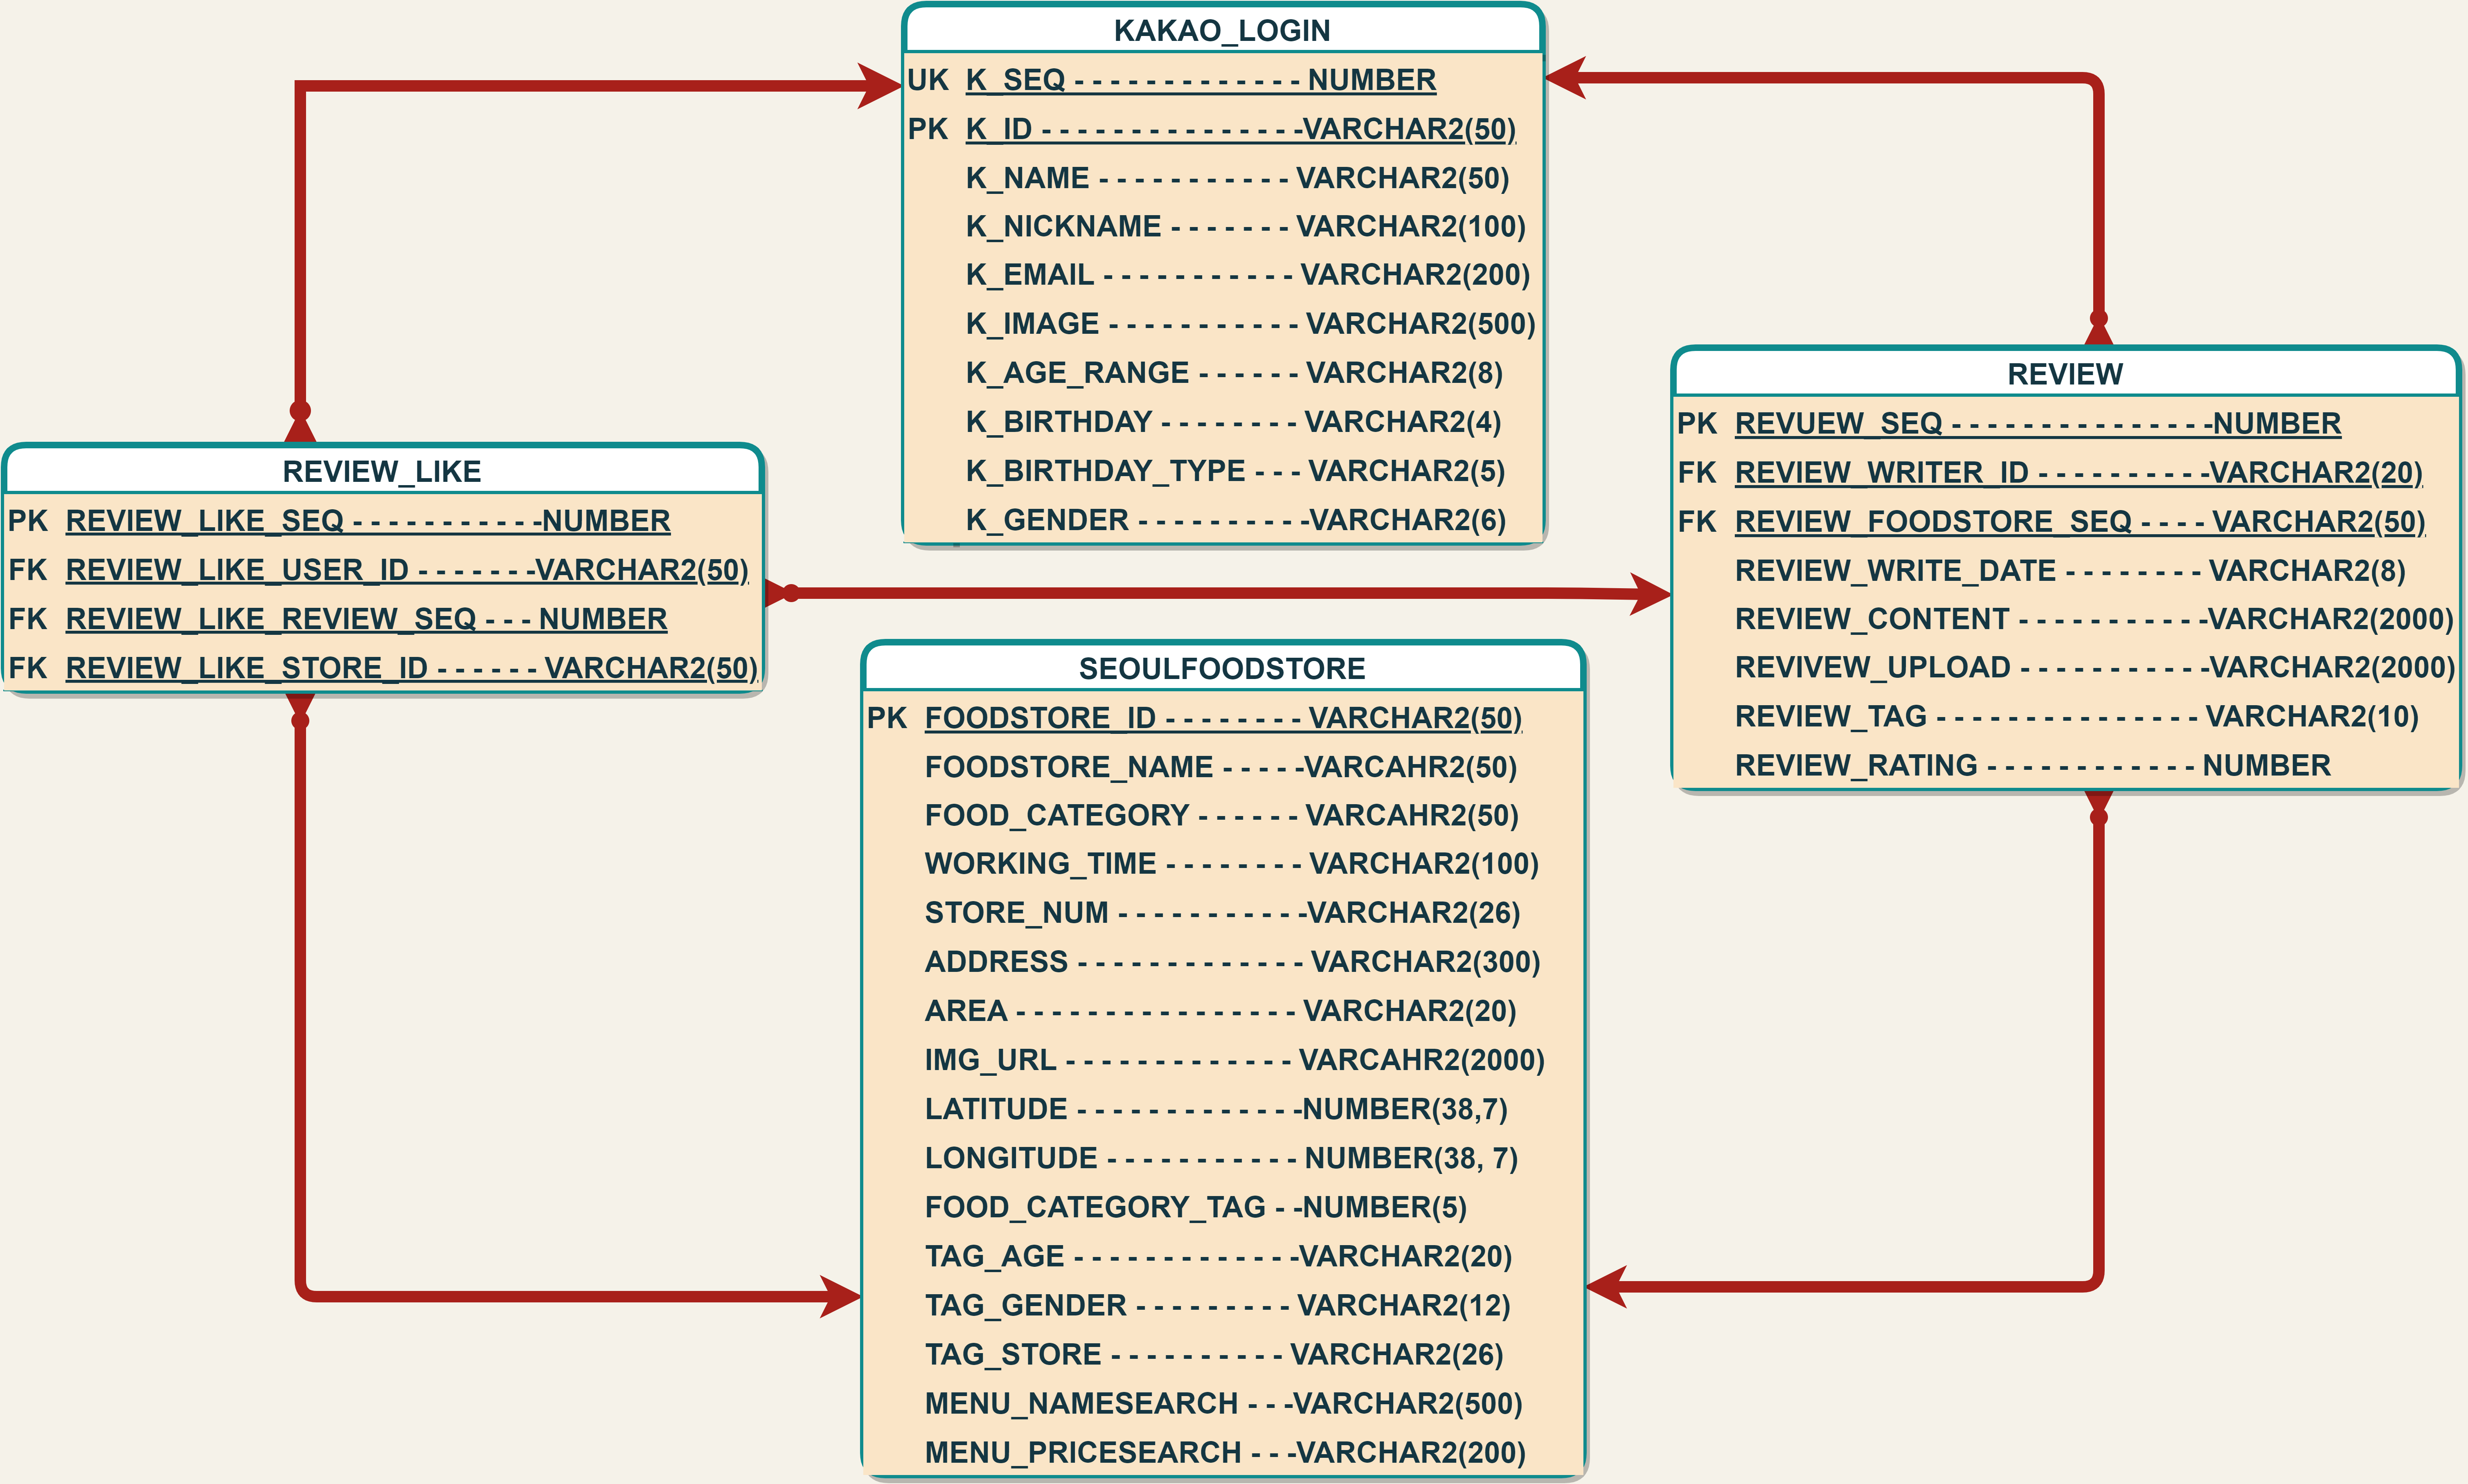 KAKAO_LOGIN
UK K_SEQ - - - - - - - - - - - - - NUMBER
PK K_ID - - - - - - - - - - - - - - -VARCHAR2(50)
K_NAME - - - - - - - - - - - VARCHAR2(50)
K_NICKNAME - - - - - - - VARCHAR2(100)
K_EMAIL - - - - - - - - - - - VARCHAR2(200)
K_IMAGE - - - - - - - - - - - VARCHAR2(500)
K_AGE_RANGE - - - - - - VARCHAR2(8)
K_BIRTHDAY - - - - - - - - VARCHAR2(4)
K_BIRTHDAY_TYPE - - - VARCHAR2(5)
K_GENDER - - - - - - - - - -VARCHAR2(6)
REVIEW
PK REVUEW_SEQ - - - - - - - - - - - - - - -NUMBER
FK REVIEW_WRITER_ID - - - - - - - - - -VARCHAR2(20)
FK REVIEW_FOODSTORE_SEQ - - - - VARCHAR2(50)
REVIEW_WRITE_DATE - - - - - - - - VARCHAR2(8)
REVIEW_CONTENT - - - - - - - - - - -VARCHAR2(2000)
REVIVEW_UPLOAD - - - - - - - - - - -VARCHAR2(2000)
REVIEW_TAG - - - - - - - - - - - - - - - VARCHAR2(10)
REVIEW_RATING - - - - - - - - - - - - NUMBER
REVIEW_LIKE
PK REVIEW_LIKE_SEQ - - - - - - - - - - -NUMBER
FK REVIEW_LIKE_USER_ID - - - - - - -VARCHAR2(50)
FK REVIEW_LIKE_REVIEW_SEQ - - - NUMBER
FK REVIEW_LIKE_STORE_ID - - - - - - VARCHAR2(50)
SEOULFOODSTORE
PK FOODSTORE_ID - - - - - - - - VARCHAR2(50)
FOODSTORE_NAME - - - - -VARCAHR2(50)
FOOD_CATEGORY - - - - - - VARCAHR2(50)
WORKING_TIME - - - - - - - - VARCHAR2(100)
STORE_NUM - - - - - - - - - - -VARCHAR2(26)
ADDRESS - - - - - - - - - - - - - VARCHAR2(300)
AREA - - - - - - - - - - - - - - - - VARCHAR2(20)
IMG_URL - - - - - - - - - - - - - VARCAHR2(2000)
LATITUDE - - - - - - - - - - - - -NUMBER(38,7)
LONGITUDE - - - - - - - - - - - NUMBER(38, 7)
FOOD_CATEGORY_TAG - -NUMBER(5)
TAG_AGE - - - - - - - - - - - - -VARCHAR2(20)
TAG_GENDER - - - - - - - - - VARCHAR2(12)
TAG_STORE - - - - - - - - - - VARCHAR2(26)
MENU_NAMESEARCH - - -VARCHAR2(500)
MENU_PRICESEARCH - - -VARCHAR2(200)